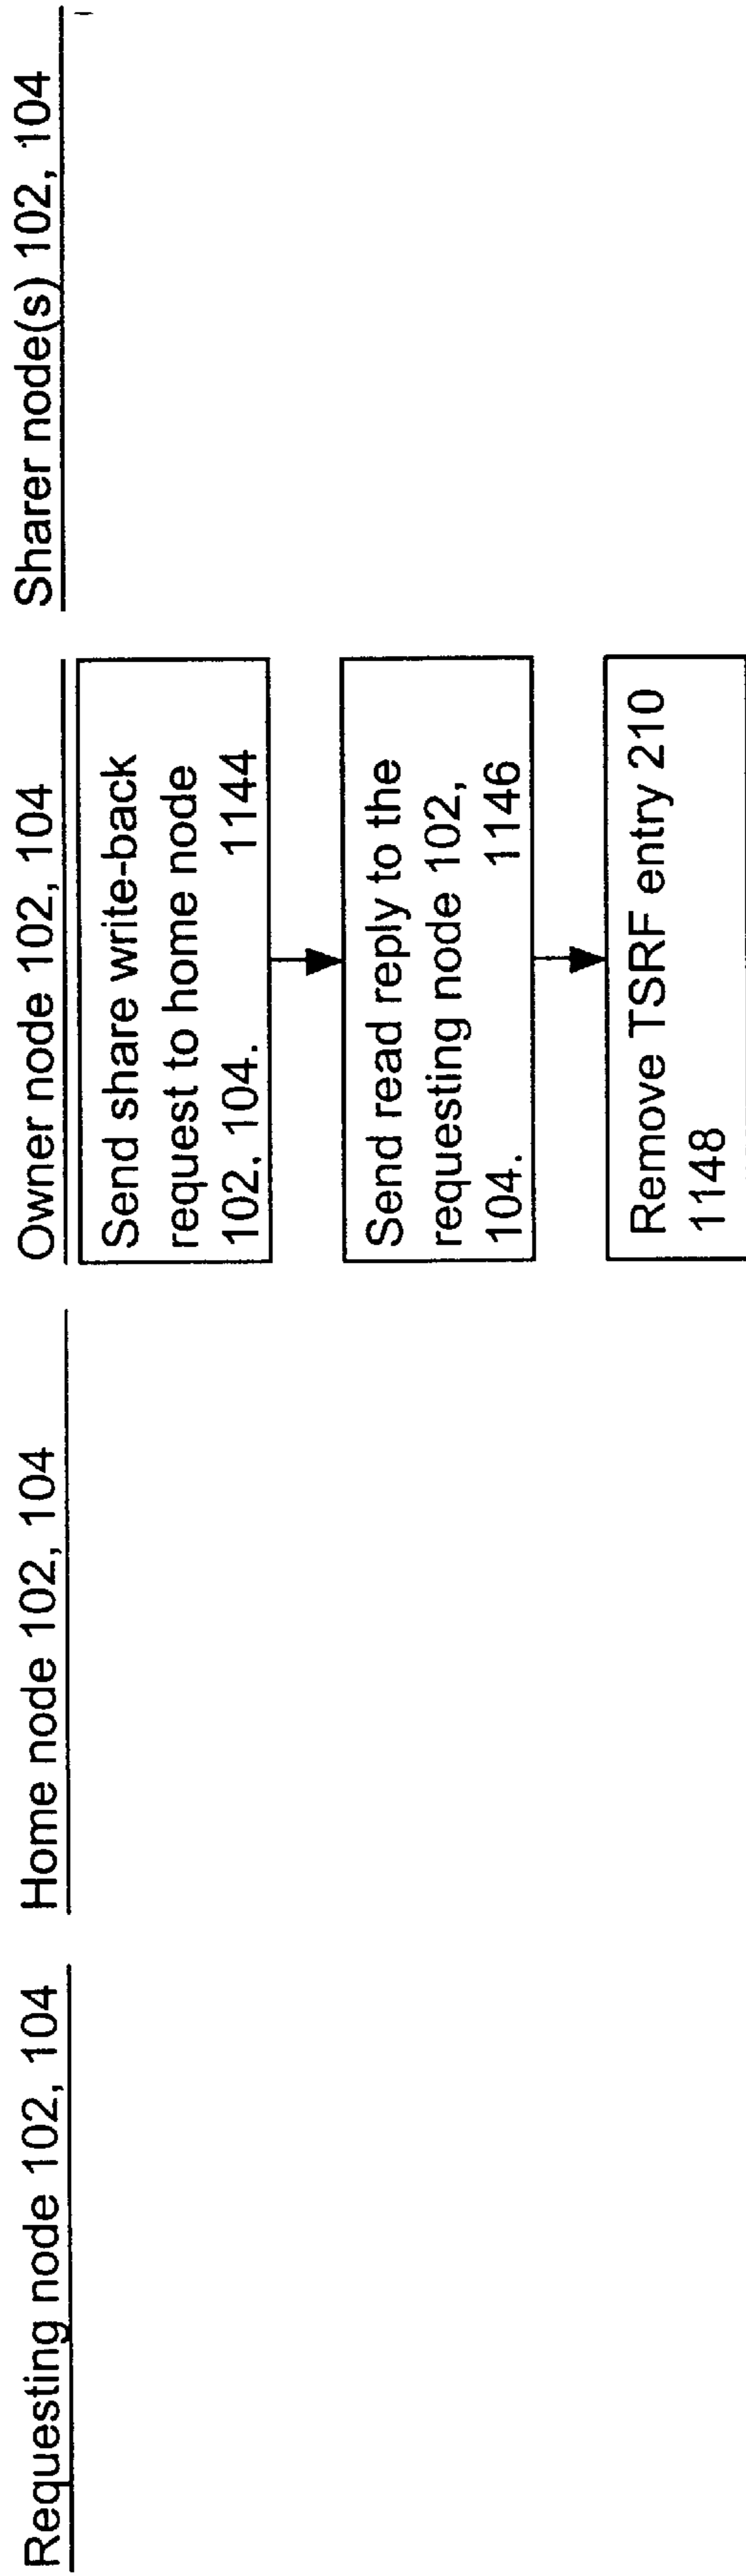 Requesting node 102, 104
Home node 102, 104
Owner node 102, 104
Sharer node(s) 102, 104
Send share write-back
request to home node
102, 104. 1144
Send read reply to the
requesting node 102,
104. 1146
Remove TSRF entry 210
1148